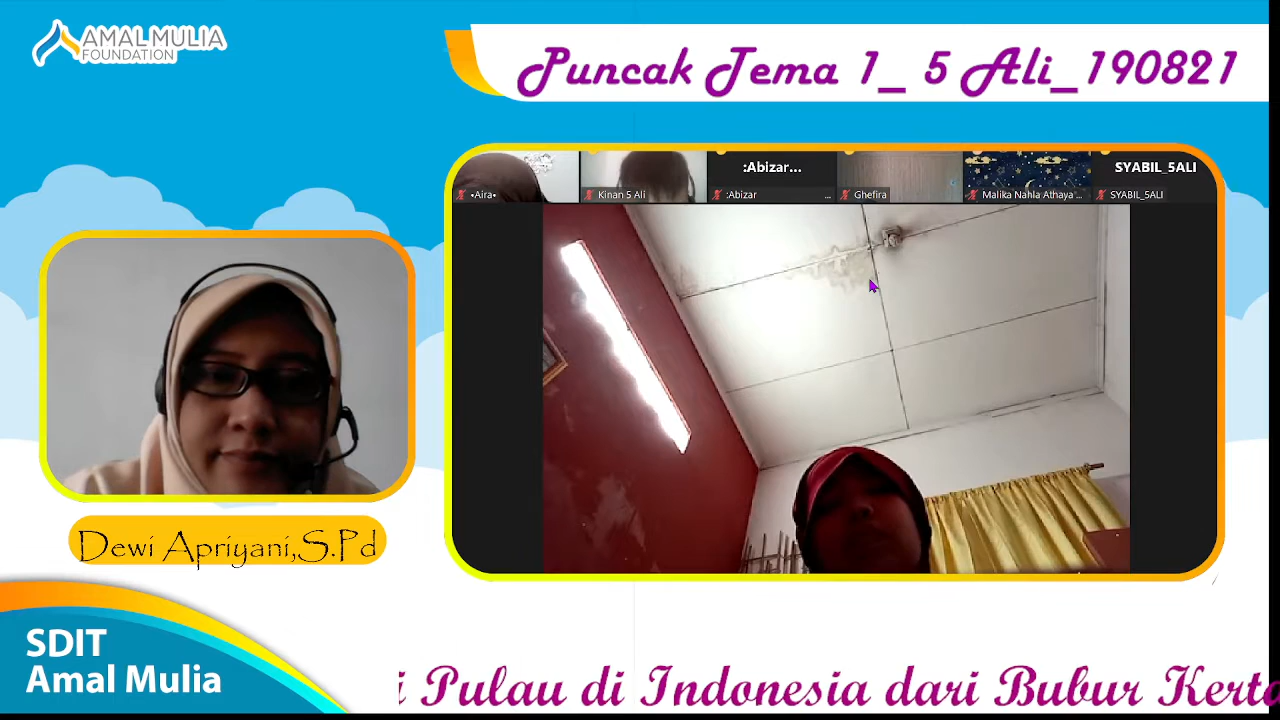 AMAL MULIA
FOUNDATION
Puncak Tema 1_ 5 Ali_190821
:Abizar...
SYABIL_5ALI
•Aira•
Kinan 5 Ali
:Abizar ...
Ghefira
Malika Nahla Athaya ...
SYABIL_5ALI
Dewi Apriyani,S.Pd
SDIT
Amal Mulia
i Pulau di Indonesia dari Bubur Kerta